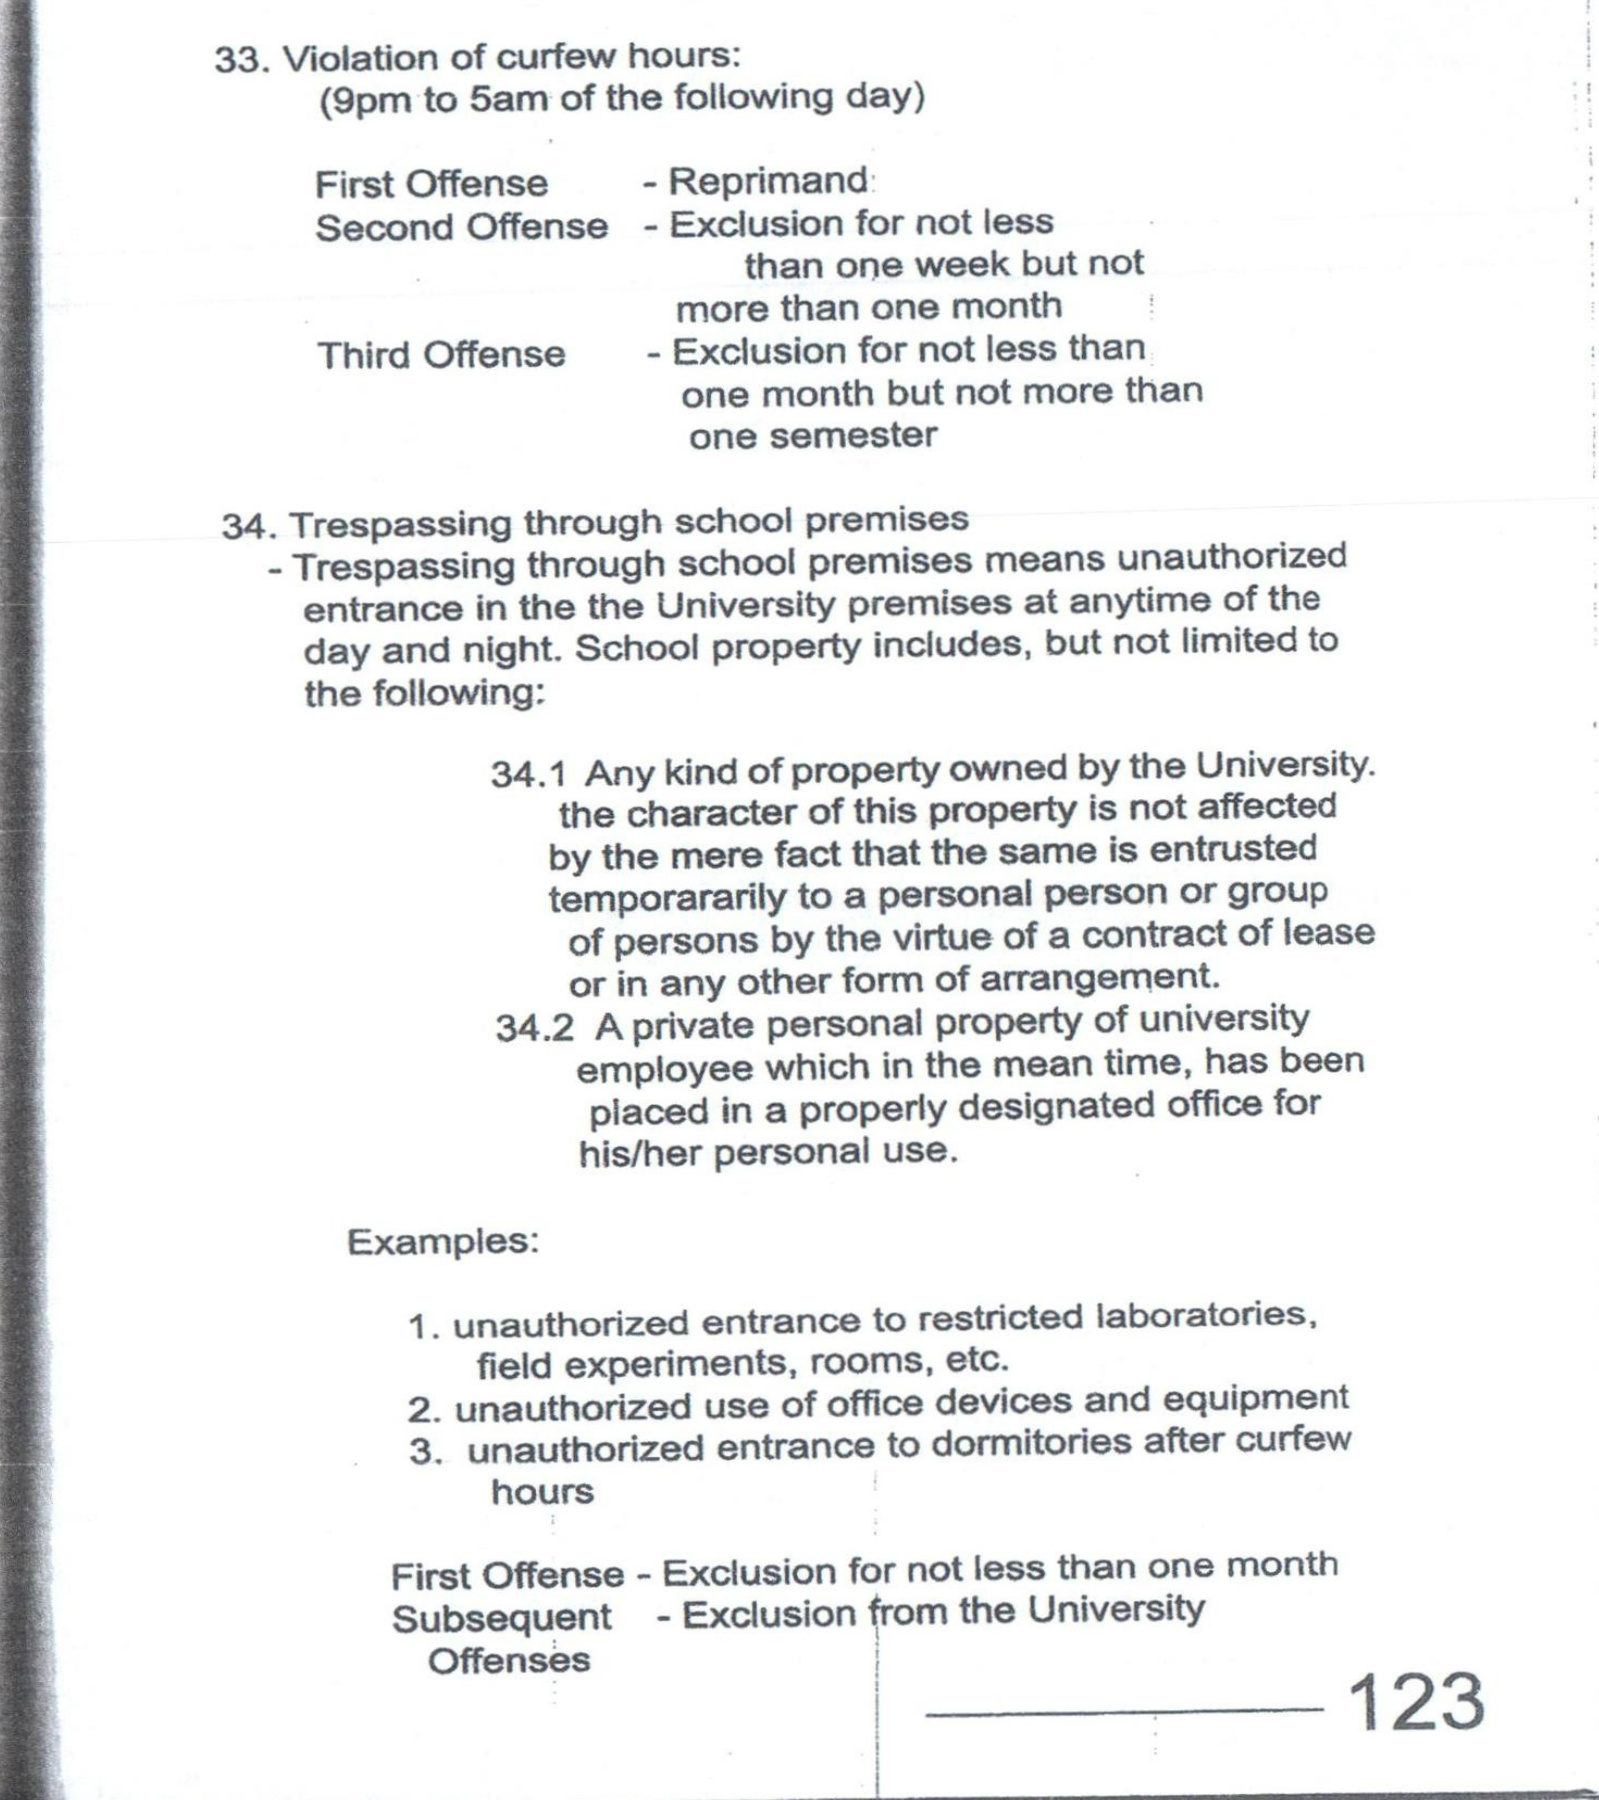 33. Violation of curfew hours:
(9pm to 5am of the following day)
First Offense - Reprimand
Second Offense - Exclusion for not less
than one week but not
more than one month
Third Offense - Exclusion for not less than
one month but not more than
one semester
34. Trespassing through school premises
- Trespassing through school premises means unauthorized
entrance in the the University premises at anytime of the
day and night. School property includes, but not limited to
the following:
34.1 Any kind of property owned by the University.
the character of this property is not affected
by the mere fact that the same is entrusted
temporararily to a personal person or group
of persons by the virtue of a contract of lease
or in any other form of arrangement.
34.2 A private personal property of university
employee which in the mean time, has been
placed in a properly designated office for
his/her personal use.
Examples:
1. unauthorized entrance to restricted laboratories,
field experiments, rooms, etc.
2. unauthorized use of office devices and equipment
3. unauthorized entrance to dormitories after curfew
hours
First Offense - Exclusion for not less than one month
Subsequent - Exclusion from the University
Offenses
123